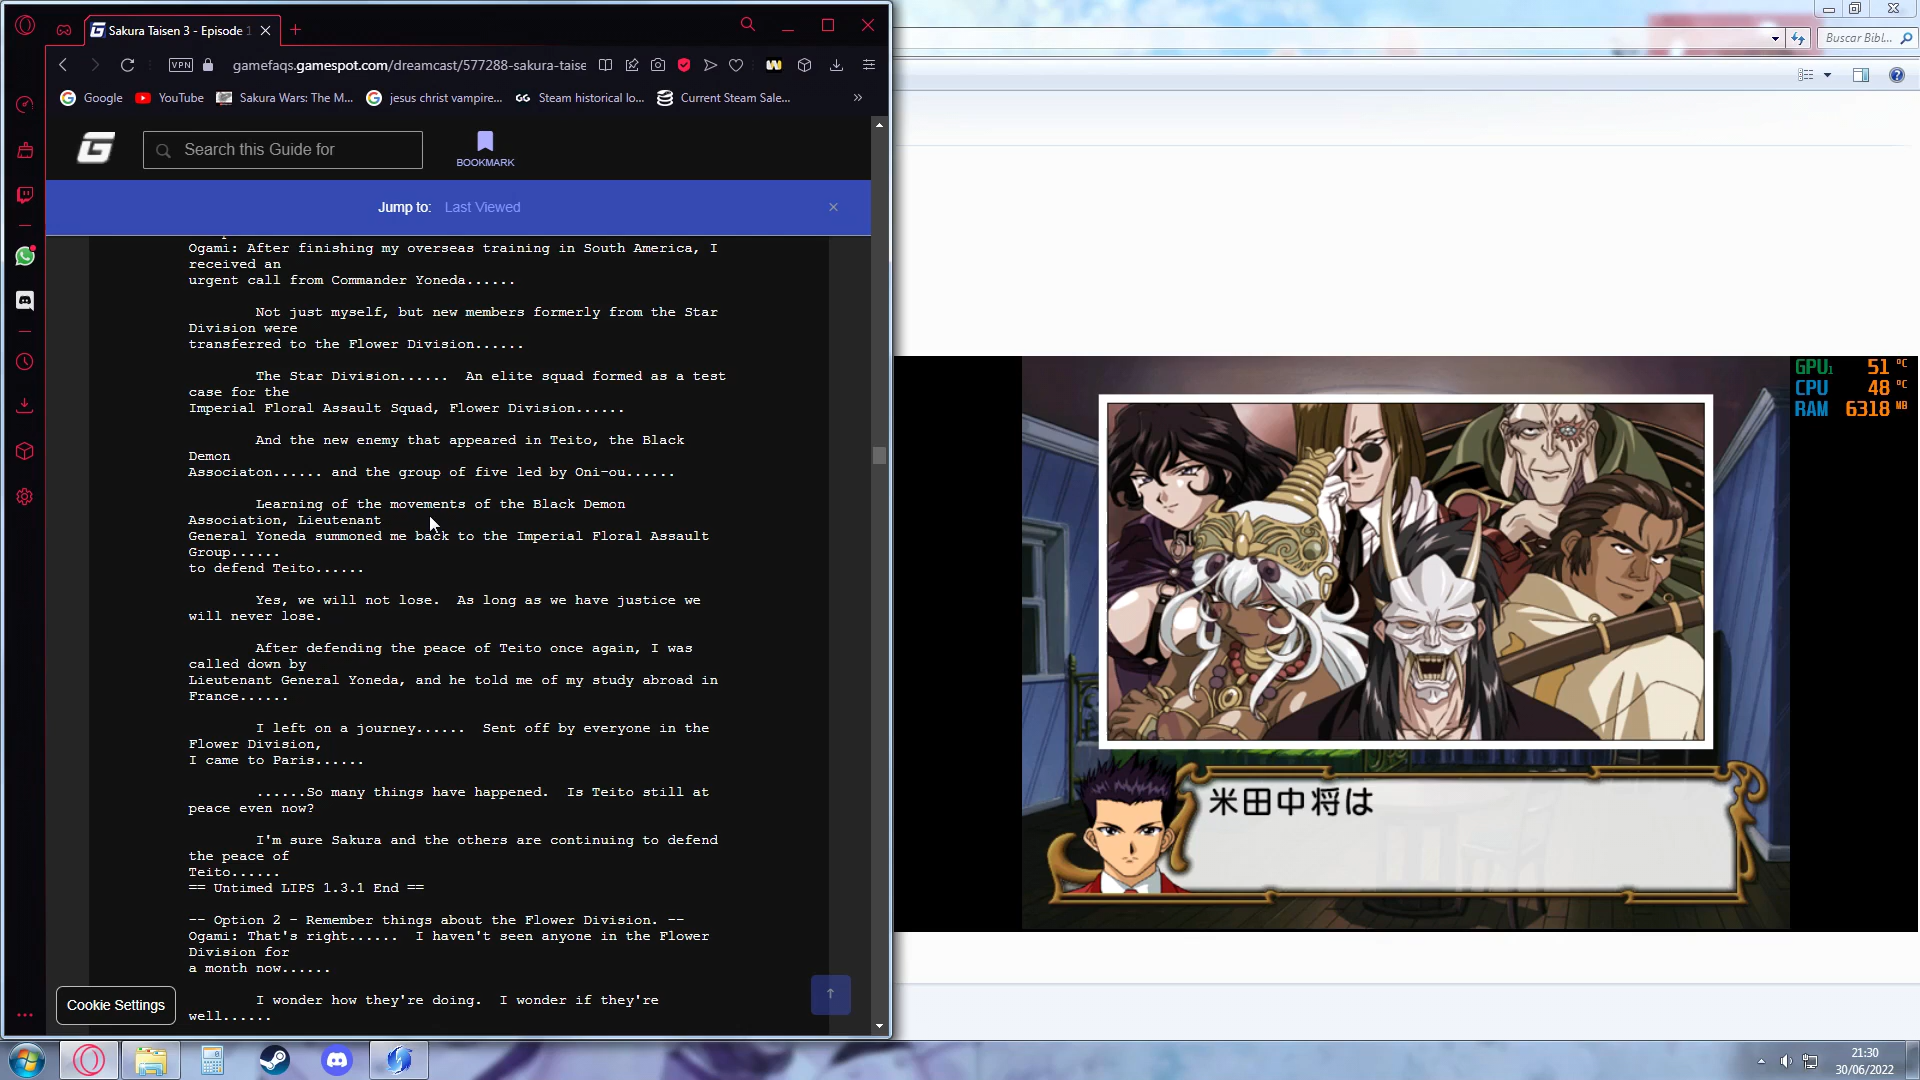 Sakura Taisen 3 - Episode 1
VPN
gamefaqs.gamespot.com/dreamcast/577288-sakura-taise
Google
YouTube
Sakura Wars: The M...
jesus christ vampire...
Steam historical lo...
Current Steam Sale...
Search this Guide for
BOOKMARK
Jump to: Last Viewed
Ogami: After finishing my overseas training in South America, I
received an
urgent call from Commander Yoneda......
Not just myself, but new members formerly from the Star
Division were
transferred to the Flower Division......
The Star Division...... An elite squad formed as a test
case for the
Imperial Floral Assault Squad, Flower Division......
And the new enemy that appeared in Teito, the Black
Demon
Associaton...... and the group of five led by Oni-ou......
Learning of the movements of the Black Demon
Association, Lieutenant
General Yoneda summoned me back to the Imperial Floral Assault
Group......
to defend Teito......
Yes, we will not lose. As long as we have justice we
will never lose.
After defending the peace of Teito once again, I was
called down by
Lieutenant General Yoneda, and he told me of my study abroad in
France......
I left on a journey...... Sent off by everyone in the
Flower Division,
I came to Paris......
......So many things have happened. Is Teito still at
peace even now?
I'm sure Sakura and the others are continuing to defend
the peace of
Teito......
== Untimed LIPS 1.3.1 End ==
-- Option 2 - Remember things about the Flower Division. --
Ogami: That's right...... I haven't seen anyone in the Flower
Division for
a month now......
I wonder how they're doing. I wonder if they're
well......
Cookie Settings
Buscar Bibl...
GPU1 51 °C
CPU 48 °C
RAM 6318 MB
米田中将は
21:30
30/06/2022